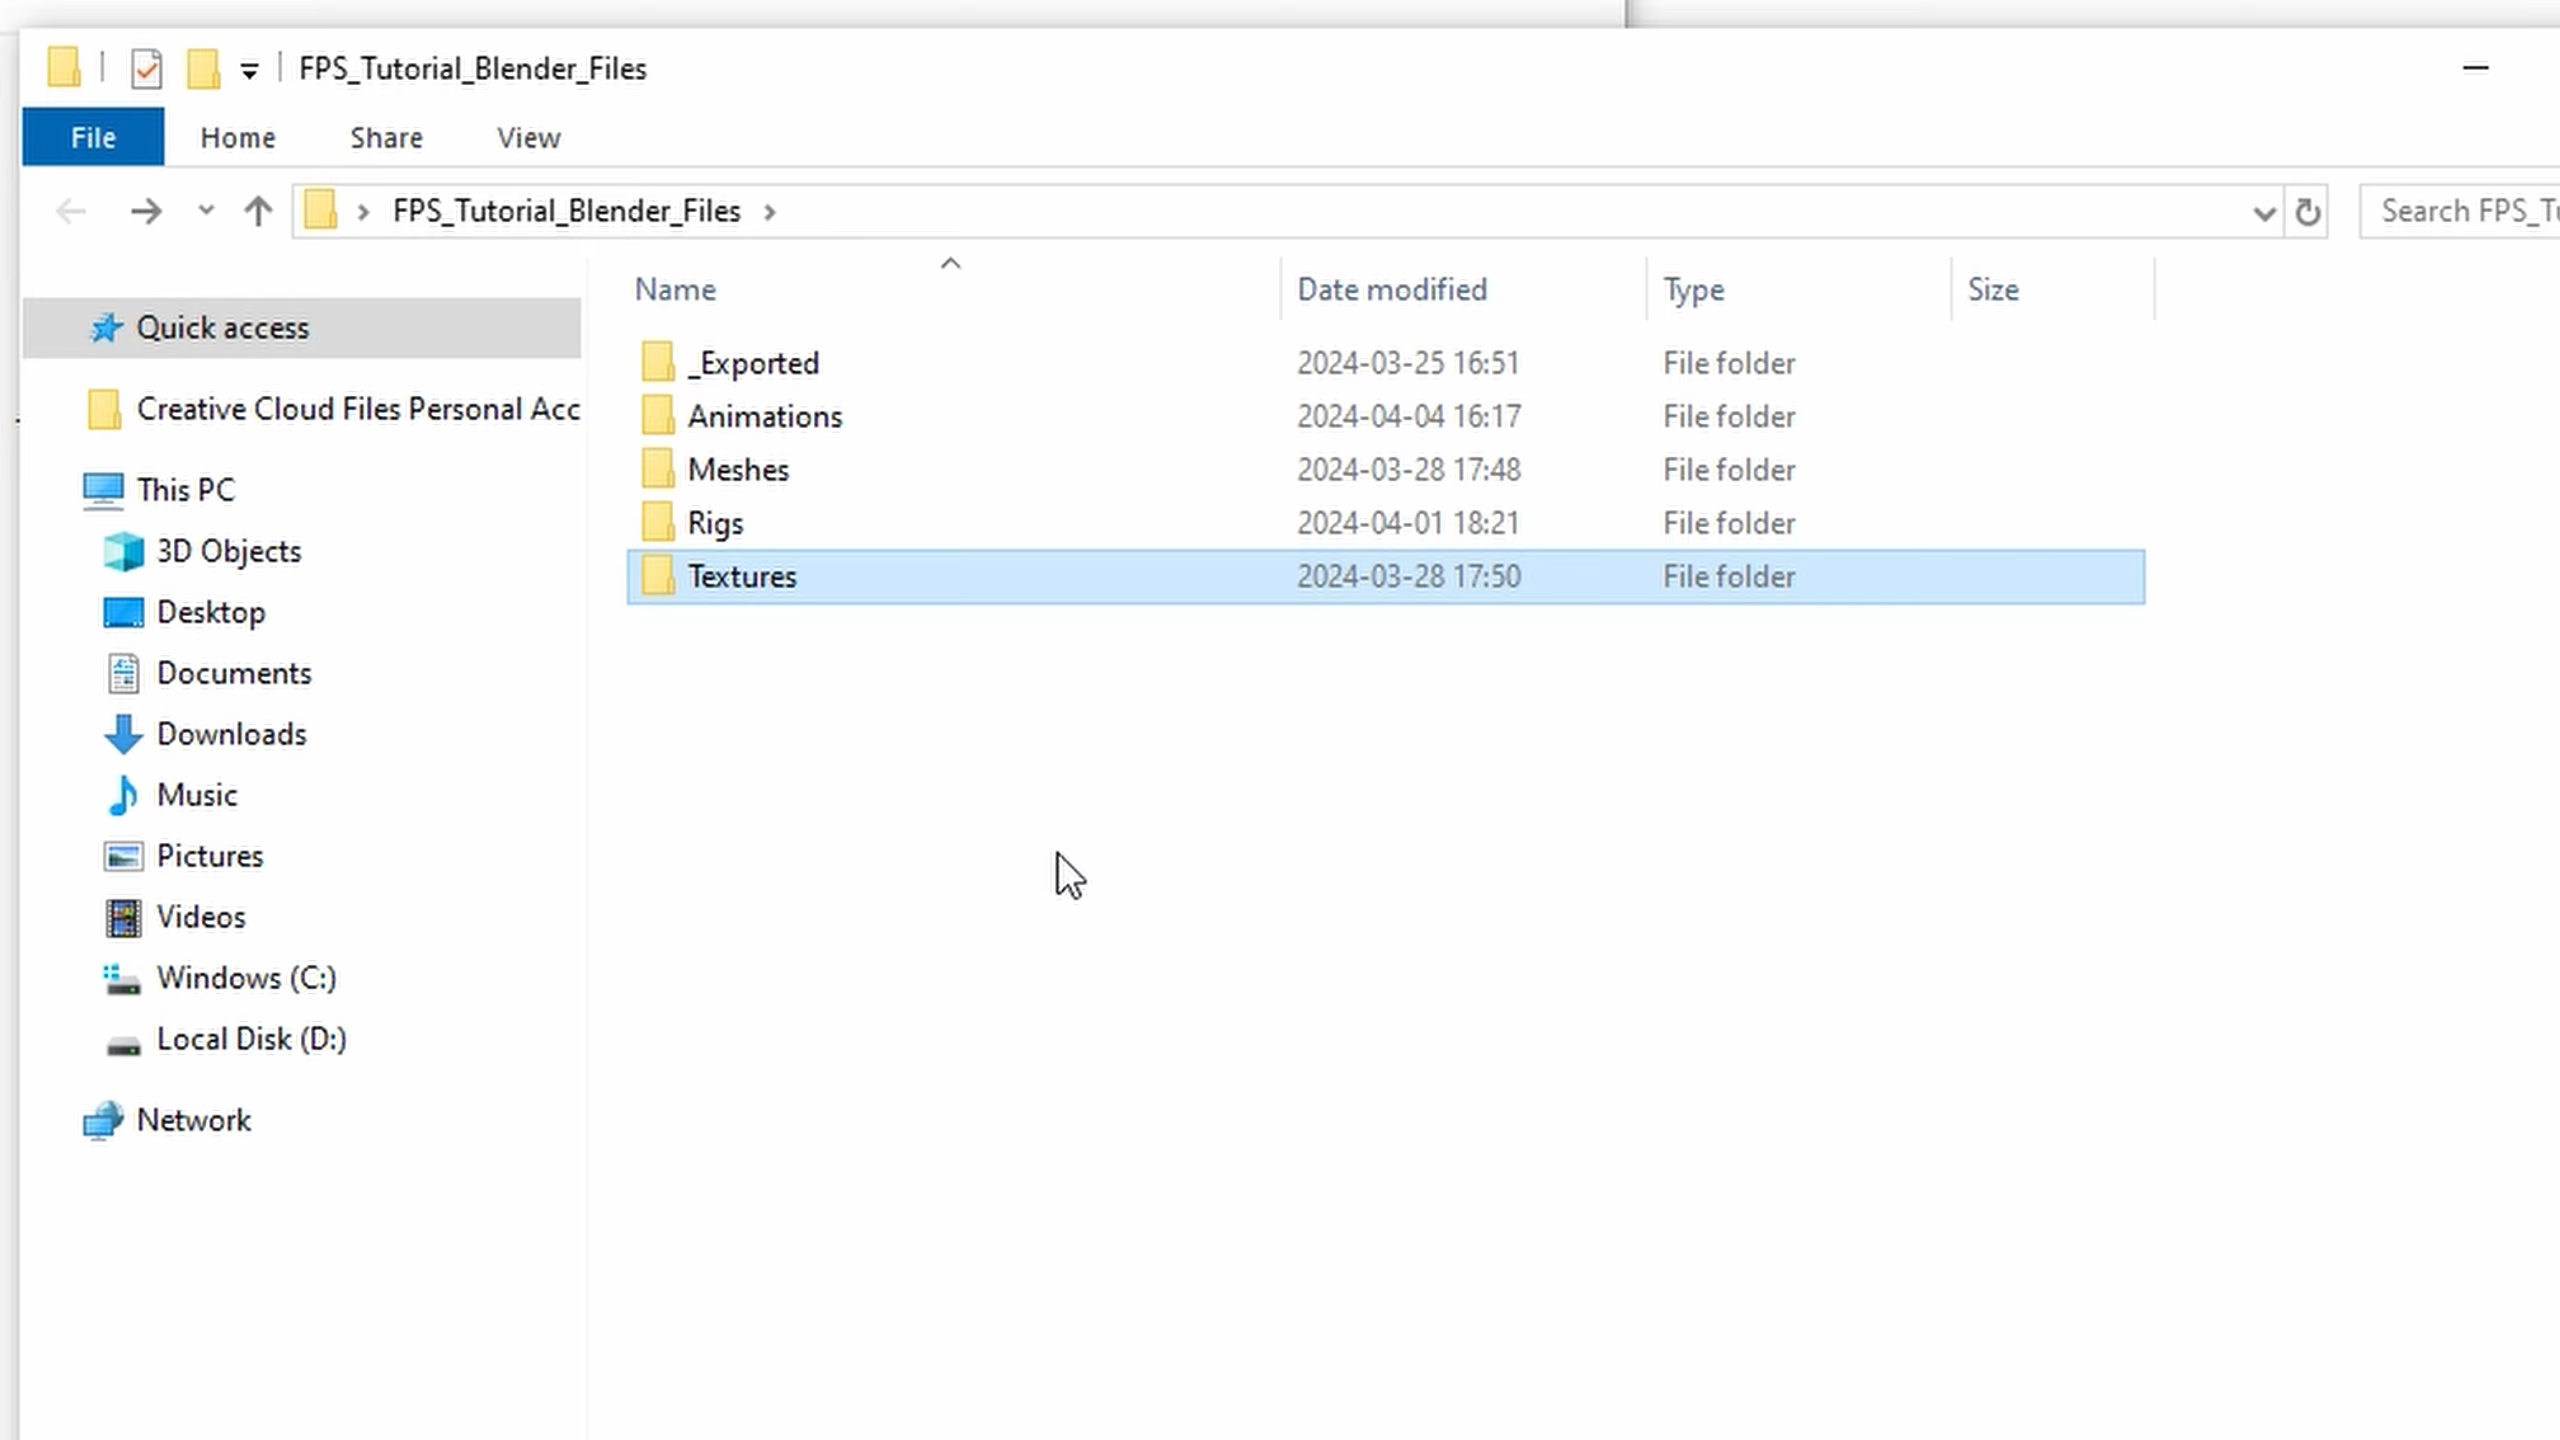 FPS_Tutorial_Blender_Files
File Home Share View
FPS_Tutorial_Blender_Files
Search FPS_Tu
Name Date modified Type Size
Quick access
Creative Cloud Files Personal Acc
This PC
3D Objects
Desktop
Documents
Downloads
Music
Pictures
Videos
Windows (C:)
Local Disk (D:)
Network
_Exported 2024-03-25 16:51 File folder
Animations 2024-04-04 16:17 File folder
Meshes 2024-03-28 17:48 File folder
Rigs 2024-04-01 18:21 File folder
Textures 2024-03-28 17:50 File folder